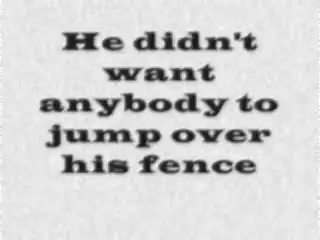 He didn't
want
anybody to
jump over
his fence